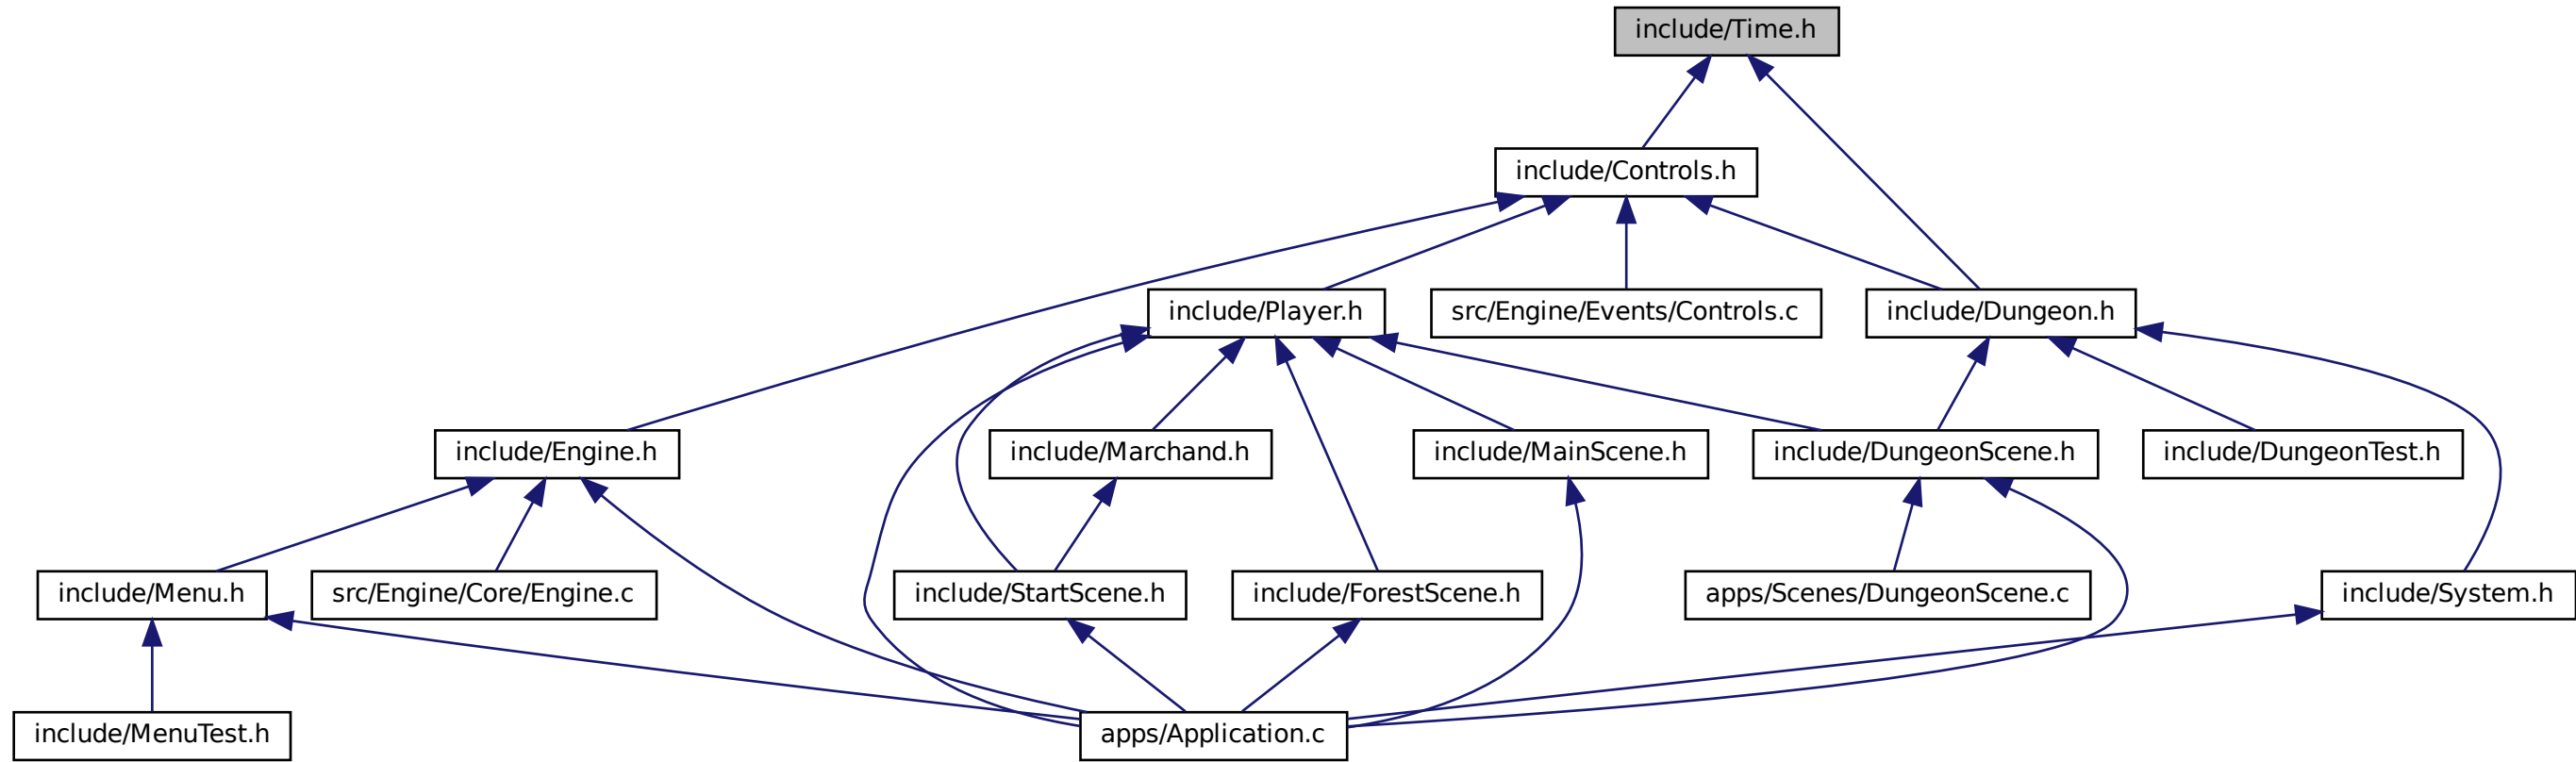 include/Time.h
include/Controls.h
include/Player.h
src/Engine/Events/Controls.c
include/Dungeon.h
include/Engine.h
include/Marchand.h
include/MainScene.h
include/DungeonScene.h
include/DungeonTest.h
include/Menu.h
src/Engine/Core/Engine.c
include/StartScene.h
include/ForestScene.h
apps/Scenes/DungeonScene.c
include/System.h
include/MenuTest.h
apps/Application.c